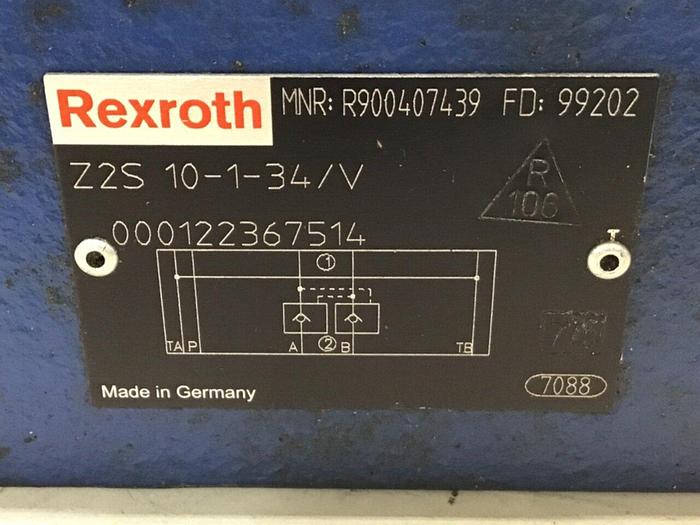 Rexroth MNR: R900407439 FD: 99202
Z2S 10-1-34/V
R
106
000122367514
1
TA P A 2 B TB
Made in Germany
7088